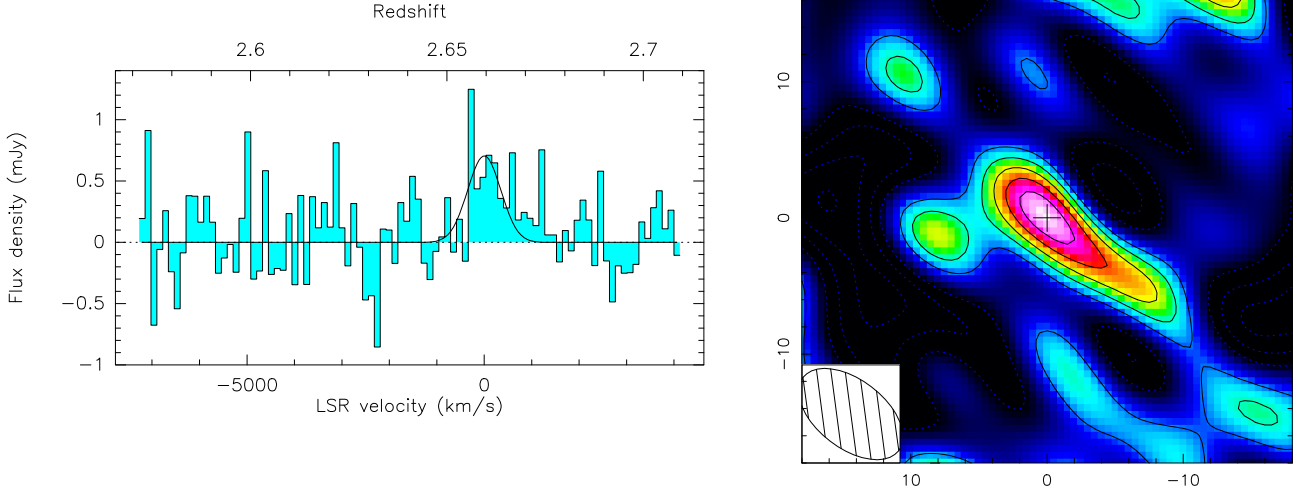 Redshift
2.6 2.65 2.7
Flux density (mJy)
1
0.5
0
−0.5
−1
−5000 0
LSR velocity (km/s)
10
0
−10
10 0 −10